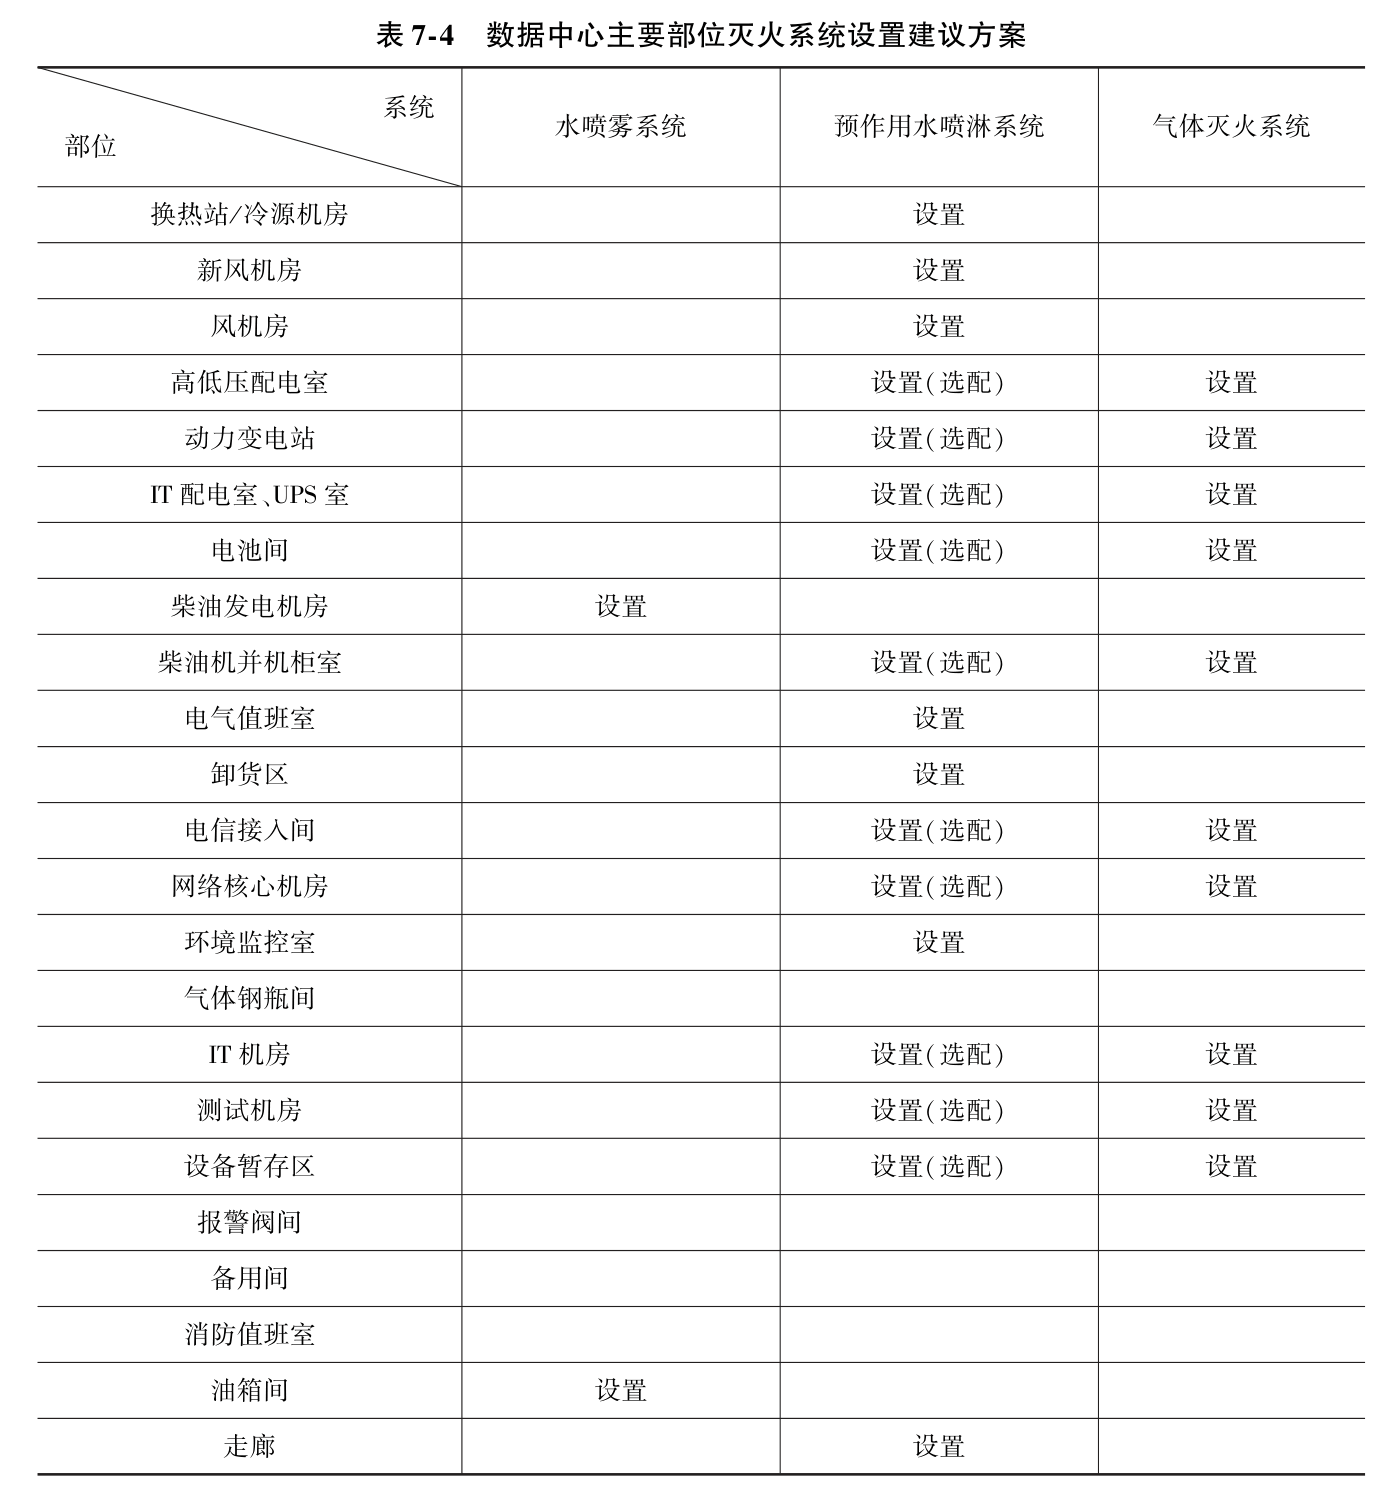 表 7-4 数据中心主要部位灭火系统设置建议方案
系统
部位
水喷雾系统 预作用水喷淋系统 气体灭火系统
换热站/冷源机房 设置
新风机房 设置
风机房 设置
高低压配电室 设置(选配) 设置
动力变电站 设置(选配) 设置
IT 配电室、UPS 室 设置(选配) 设置
电池间 设置(选配) 设置
柴油发电机房 设置
柴油机并机柜室 设置(选配) 设置
电气值班室 设置
卸货区 设置
电信接入间 设置(选配) 设置
网络核心机房 设置(选配) 设置
环境监控室 设置
气体钢瓶间
IT 机房 设置(选配) 设置
测试机房 设置(选配) 设置
设备暂存区 设置(选配) 设置
报警阀间
备用间
消防值班室
油箱间 设置
走廊 设置